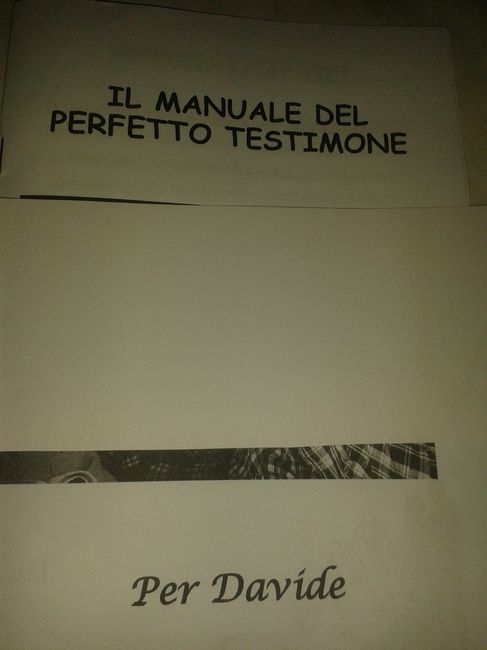 IL MANUALE DEL
PERFETTO TESTIMONE
Per Davide